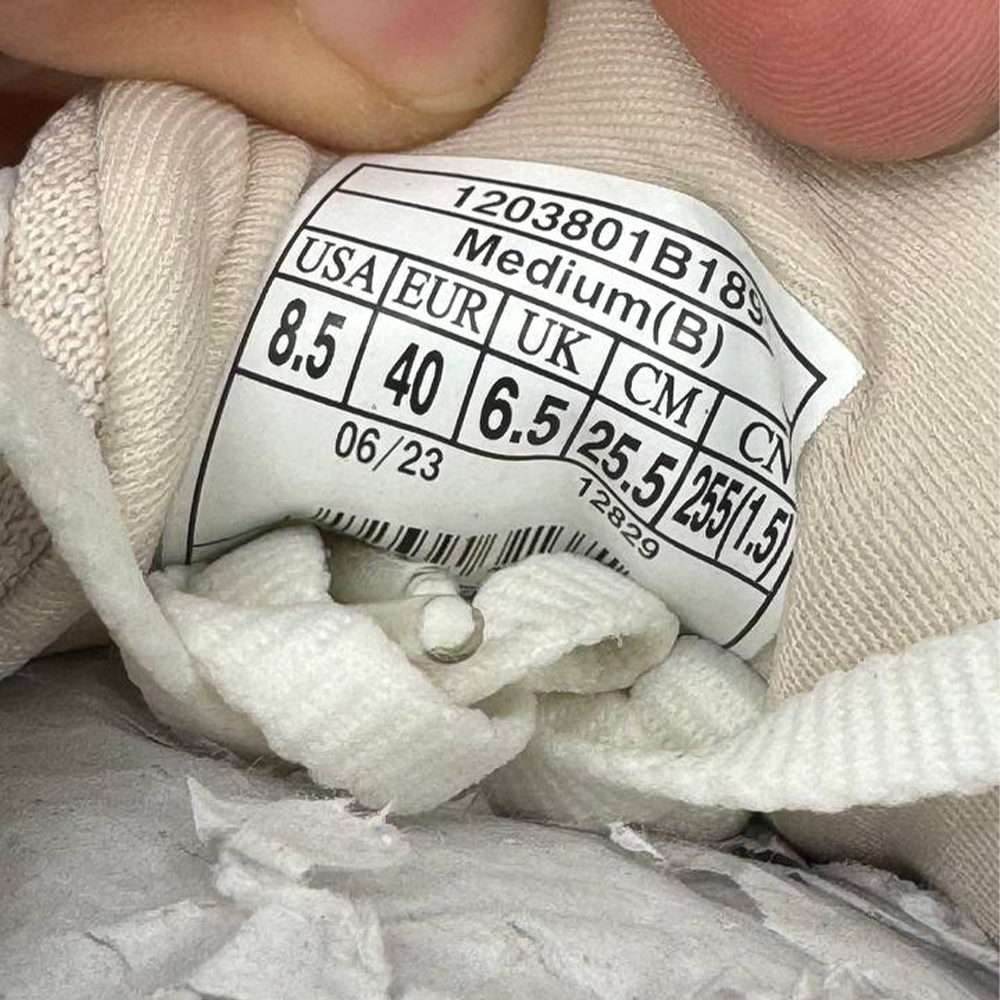 1203801B189
Medium(B)
USA EUR UK CM CN
8.5 40 6.5 25.5 255(1.5)
06/23
12829